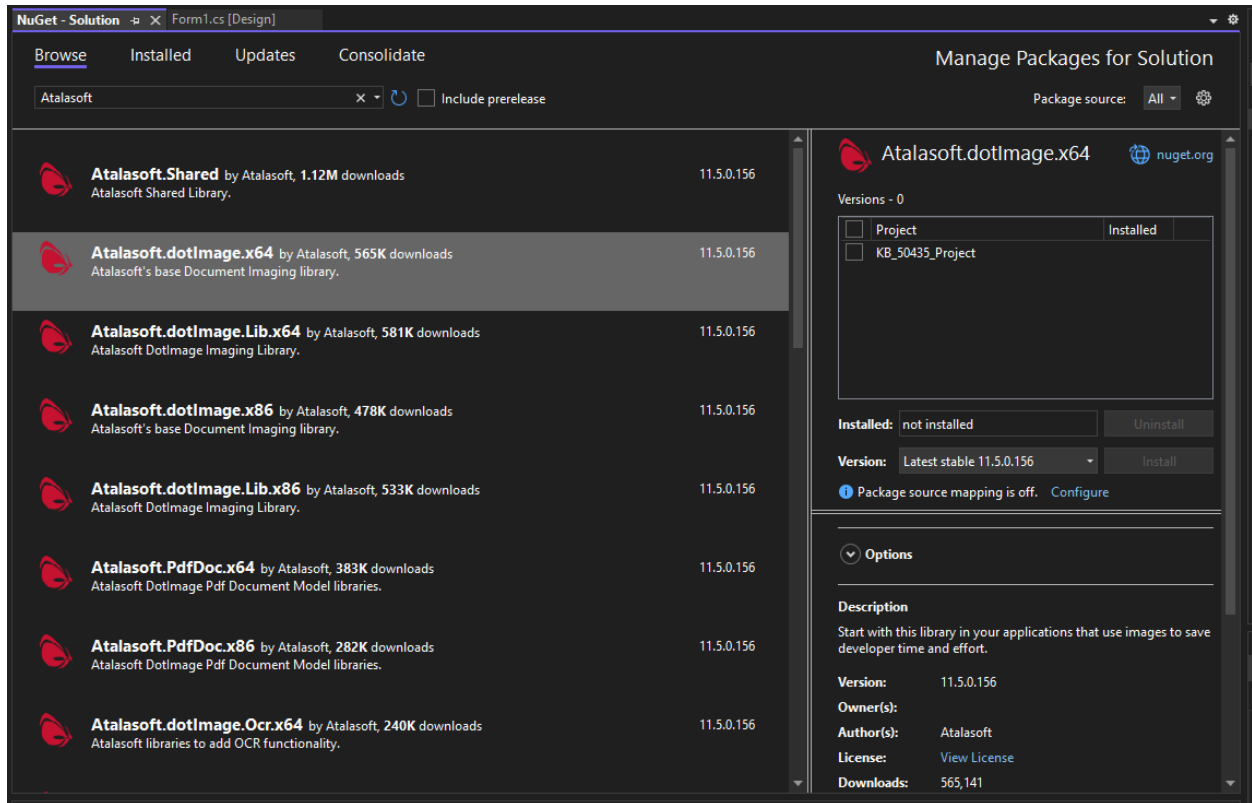 NuGet - Solution
Form1.cs [Design]
Browse
Installed
Updates
Consolidate
Manage Packages for Solution
Atalasoft
Include prerelease
Package source: All
Atalasoft.Shared by Atalasoft, 1.12M downloads
11.5.0.156
Atalasoft Shared Library.
Atalasoft.dotImage.x64 by Atalasoft, 565K downloads
11.5.0.156
Atalasoft's base Document Imaging library.
Atalasoft.dotImage.Lib.x64 by Atalasoft, 581K downloads
11.5.0.156
Atalasoft DotImage Imaging Library.
Atalasoft.dotImage.x86 by Atalasoft, 478K downloads
11.5.0.156
Atalasoft's base Document Imaging library.
Atalasoft.dotImage.Lib.x86 by Atalasoft, 533K downloads
11.5.0.156
Atalasoft DotImage Imaging Library.
Atalasoft.PdfDoc.x64 by Atalasoft, 383K downloads
11.5.0.156
Atalasoft DotImage Pdf Document Model libraries.
Atalasoft.PdfDoc.x86 by Atalasoft, 282K downloads
11.5.0.156
Atalasoft DotImage Pdf Document Model libraries.
Atalasoft.dotImage.Ocr.x64 by Atalasoft, 240K downloads
11.5.0.156
Atalasoft libraries to add OCR functionality.
Atalasoft.dotImage.x64
nuget.org
Versions - 0
Project
Installed
KB_50435_Project
Installed: not installed
Uninstall
Version: Latest stable 11.5.0.156
Install
Package source mapping is off. Configure
Options
Description
Start with this library in your applications that use images to save
developer time and effort.
Version: 11.5.0.156
Owner(s):
Author(s): Atalasoft
License: View License
Downloads: 565,141